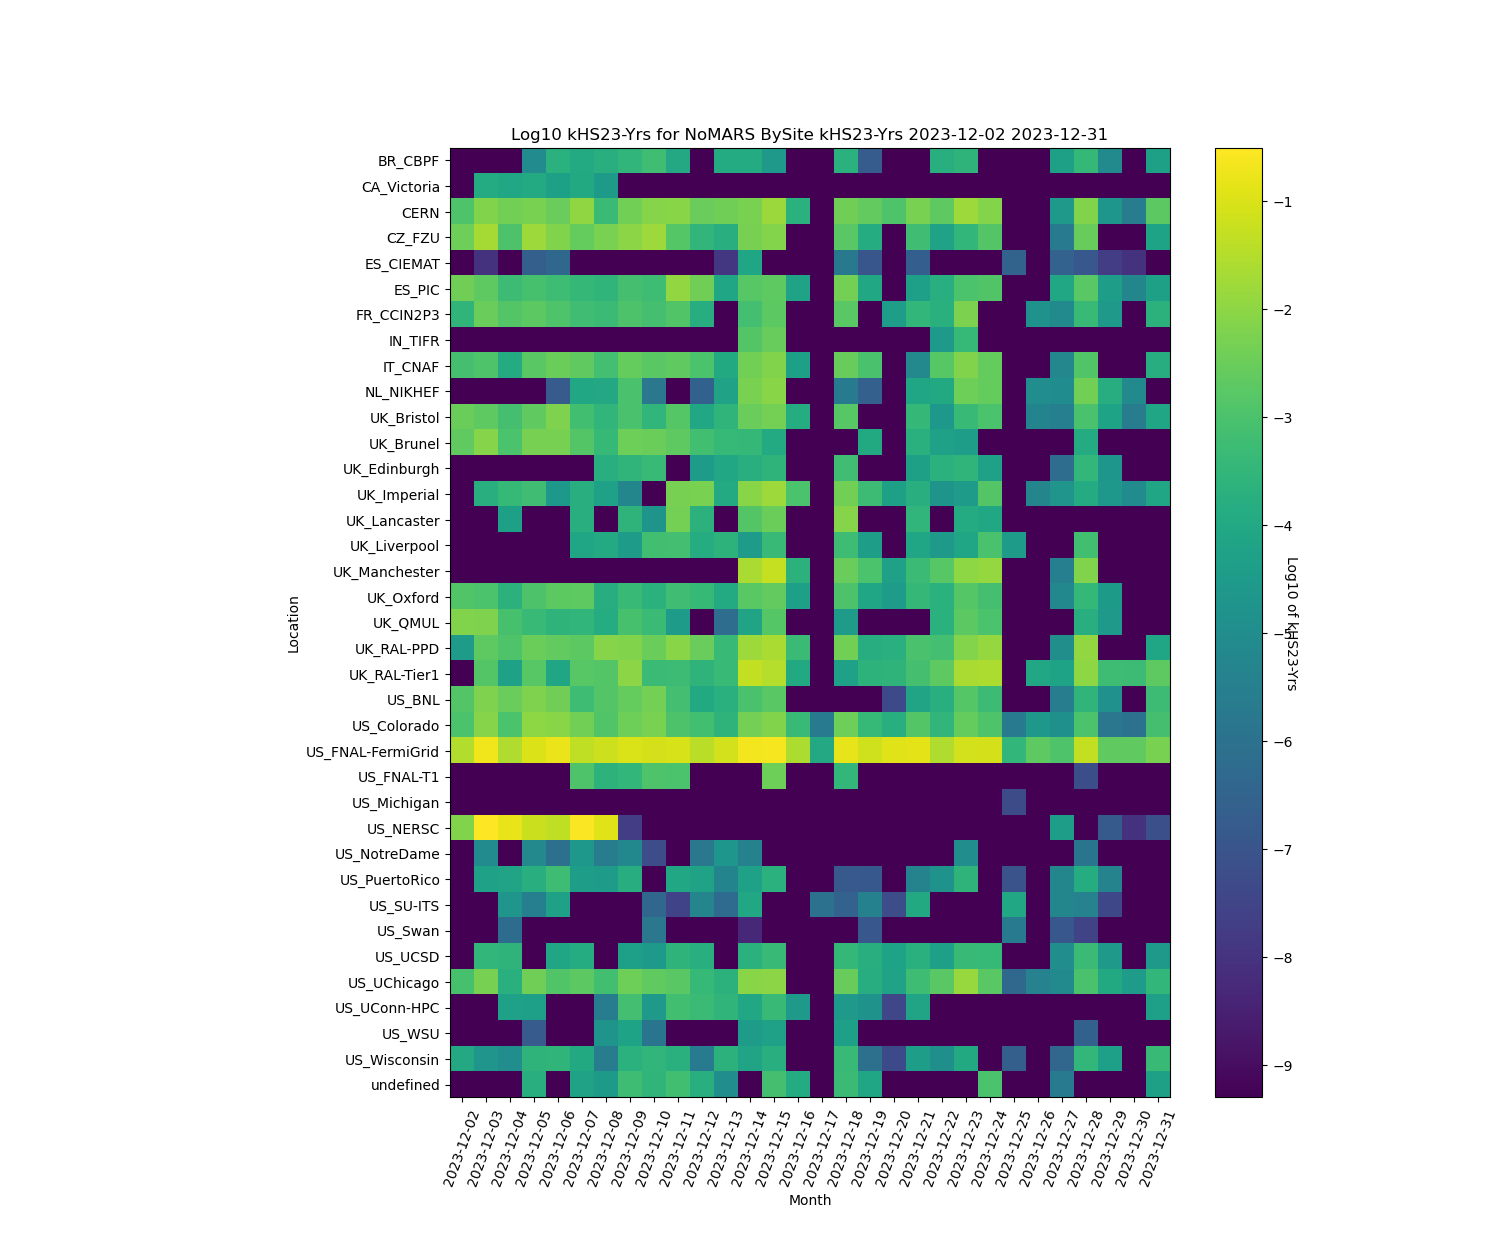 Log10 kHS23-Yrs for NoMARS BySite kHS23-Yrs 2023-12-02 2023-12-31
BR_CBPF
CA_Victoria
CERN
CZ_FZU
ES_CIEMAT
ES_PIC
FR_CCIN2P3
IN_TIFR
IT_CNAF
NL_NIKHEF
UK_Bristol
UK_Brunel
UK_Edinburgh
UK_Imperial
UK_Lancaster
UK_Liverpool
UK_Manchester
UK_Oxford
UK_QMUL
UK_RAL-PPD
UK_RAL-Tier1
US_BNL
US_Colorado
US_FNAL-FermiGrid
US_FNAL-T1
US_Michigan
US_NERSC
US_NotreDame
US_PuertoRico
US_SU-ITS
US_Swan
US_UCSD
US_UChicago
US_UConn-HPC
US_WSU
US_Wisconsin
undefined
Location
2023-12-02
2023-12-03
2023-12-04
2023-12-05
2023-12-06
2023-12-07
2023-12-08
2023-12-09
2023-12-10
2023-12-11
2023-12-12
2023-12-13
2023-12-14
2023-12-15
2023-12-16
2023-12-17
2023-12-18
2023-12-19
2023-12-20
2023-12-21
2023-12-22
2023-12-23
2023-12-24
2023-12-25
2023-12-26
2023-12-27
2023-12-28
2023-12-29
2023-12-30
2023-12-31
Month
−1
−2
−3
−4
−5
−6
−7
−8
−9
Log10 of kHS23-Yrs